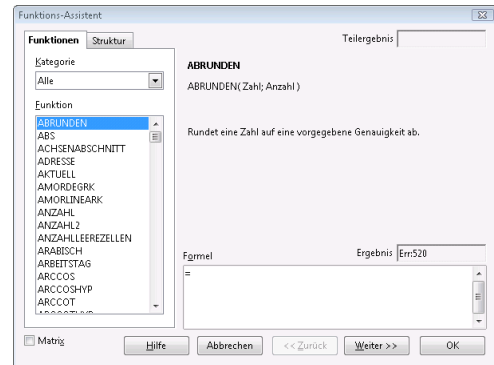 Funktions-Assistent
Funktionen Struktur
Teilergebnis
Kategorie
Alle
Funktion
ABRUNDEN
ABS
ACHSENABSCHNITT
ADRESSE
AKTUELL
AMORDEGRK
AMORLINEARK
ANZAHL
ANZAHL2
ANZAHLLEEREZELLEN
ARABISCH
ARBEITSTAG
ARCCOS
ARCCOSHYP
ARCCOT
ABRUNDEN
ABRUNDEN( Zahl; Anzahl )
Rundet eine Zahl auf eine vorgegebene Genauigkeit ab.
Formel
Ergebnis Err:520
=
Matrix
Hilfe
Abbrechen
<< Zurück
Weiter >>
OK